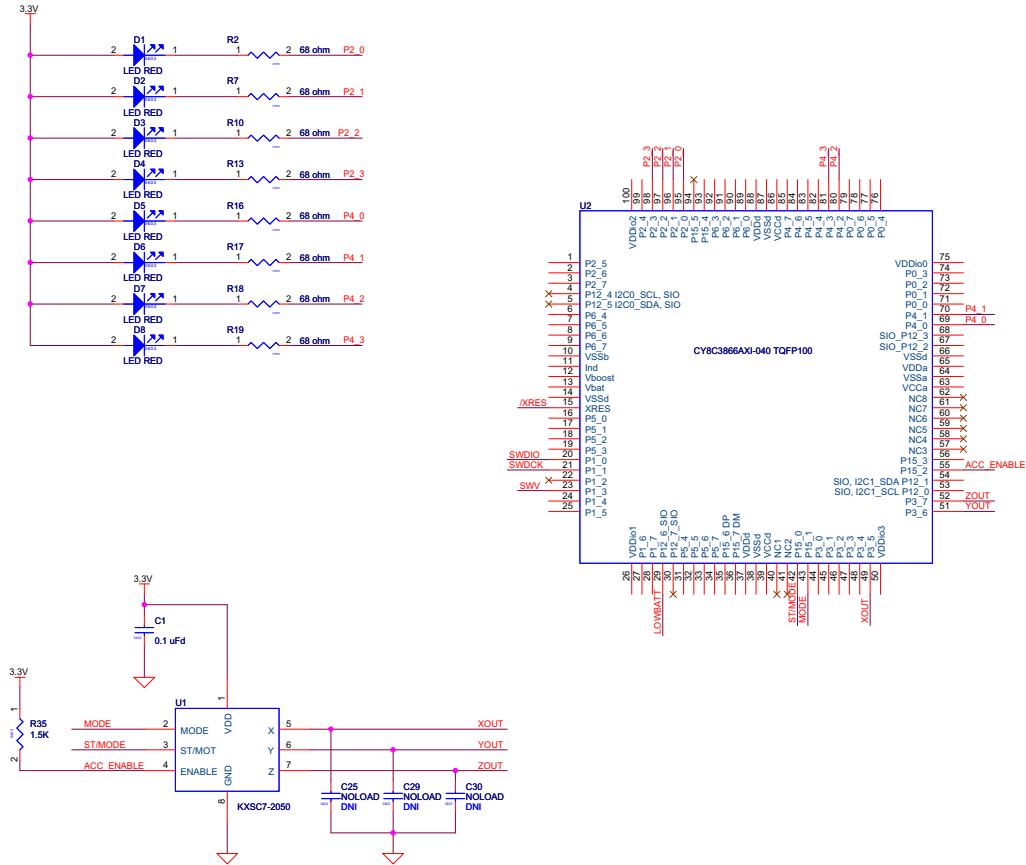 3.3V
D1
2 1
LED RED
R2
1 2 68 ohm P2_0
D2
2 1
LED RED
R7
1 2 68 ohm P2_1
D3
2 1
LED RED
R10
1 2 68 ohm P2_2
D4
2 1
LED RED
R13
1 2 68 ohm P2_3
D5
2 1
LED RED
R16
1 2 68 ohm P4_0
D6
2 1
LED RED
R17
1 2 68 ohm P4_1
D7
2 1
LED RED
R18
1 2 68 ohm P4_2
D8
2 1
LED RED
R19
1 2 68 ohm P4_3
U2
CY8C3866AXI-040 TQFP100
P2_3
P2_2
P2_1
P2_0
P4_3
P4_2
100 VDDio2
99 P2_4
98 P2_3
97 P2_2
96 P2_1
95 P2_0
94 P15_5
93 P15_4
92 P6_3
91 P6_2
90 P6_1
89 P6_0
88 VDDd
87 VSSd
86 VCCd
85 P4_7
84 P4_6
83 P4_5
82 P4_4
81 P4_3
80 P4_2
79 P0_7
78 P0_6
77 P0_5
76 P0_4
1 P2_5
2 P2_6
3 P2_7
4 P12_4 I2C0_SCL, SIO
5 P12_5 I2C0_SDA, SIO
6 P6_4
7 P6_5
8 P6_6
9 P6_7
10 VSSb
11 Ind
12 Vboost
13 Vbat
14 VSSd
/XRES 15 XRES
16 P5_0
17 P5_1
18 P5_2
19 P5_3
SWDIO 20 P1_0
SWDCK 21 P1_1
22 P1_2
SWV 23 P1_3
24 P1_4
25 P1_5
VDDio0 75
P0_3 74
P0_2 73
P0_1 72
P0_0 71
P4_1 70 P4_1
P4_0 69 P4_0
SIO_P12_3 68
SIO_P12_2 67
VSSd 66
VDDa 65
VSSa 64
VCCa 63
NC8 62
NC7 61
NC6 60
NC5 59
NC4 58
NC3 57
P15_3 56
P15_2 55 ACC_ENABLE
SIO, I2C1_SDA P12_1 54
SIO, I2C1_SCL P12_0 53
P3_7 52 ZOUT
P3_6 51 YOUT
VDDio1 26
P1_6 27
P1_7 28
P12_6_SIO 29
P12_7_SIO 30
P5_4 31
P5_5 32
P5_6 33
P5_7 34
P15_6 DP 35
P15_7 DM 36
VDDd 37
VSSd 38
VCCd 39
NC1 40
NC2 41
P15_0 42
P15_1 43
P3_0 44
P3_1 45
P3_2 46
P3_3 47
P3_4 48
P3_5 49
VDDio3 50
LOWBATT
ST/MODE
MODE
XOUT
3.3V
C1
0.1 uFd
3.3V
1
R35
1.5K
2
U1
1 VDD
MODE 2 MODE
ST/MODE 3 ST/MOT
ACC_ENABLE 4 ENABLE
8 GND
X 5 XOUT
Y 6 YOUT
Z 7 ZOUT
KXSC7-2050
C25
NOLOAD
DNI
C29
NOLOAD
DNI
C30
NOLOAD
DNI